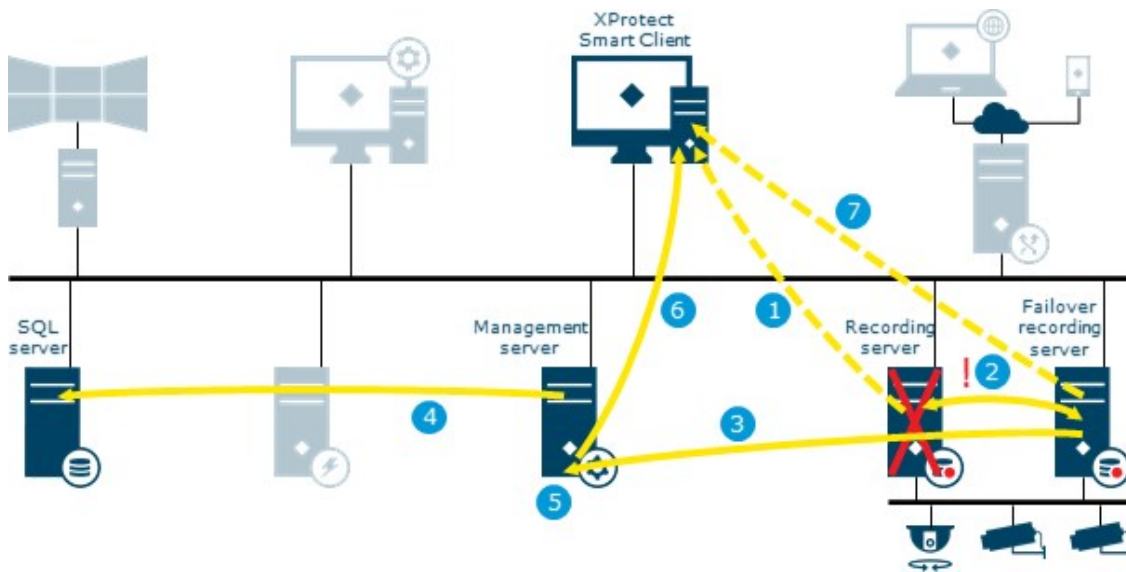 XProtect
Smart Client
7
6
1
SQL
server
Management
server
Recording
server
Failover
recording
server
! 2
4
3
5